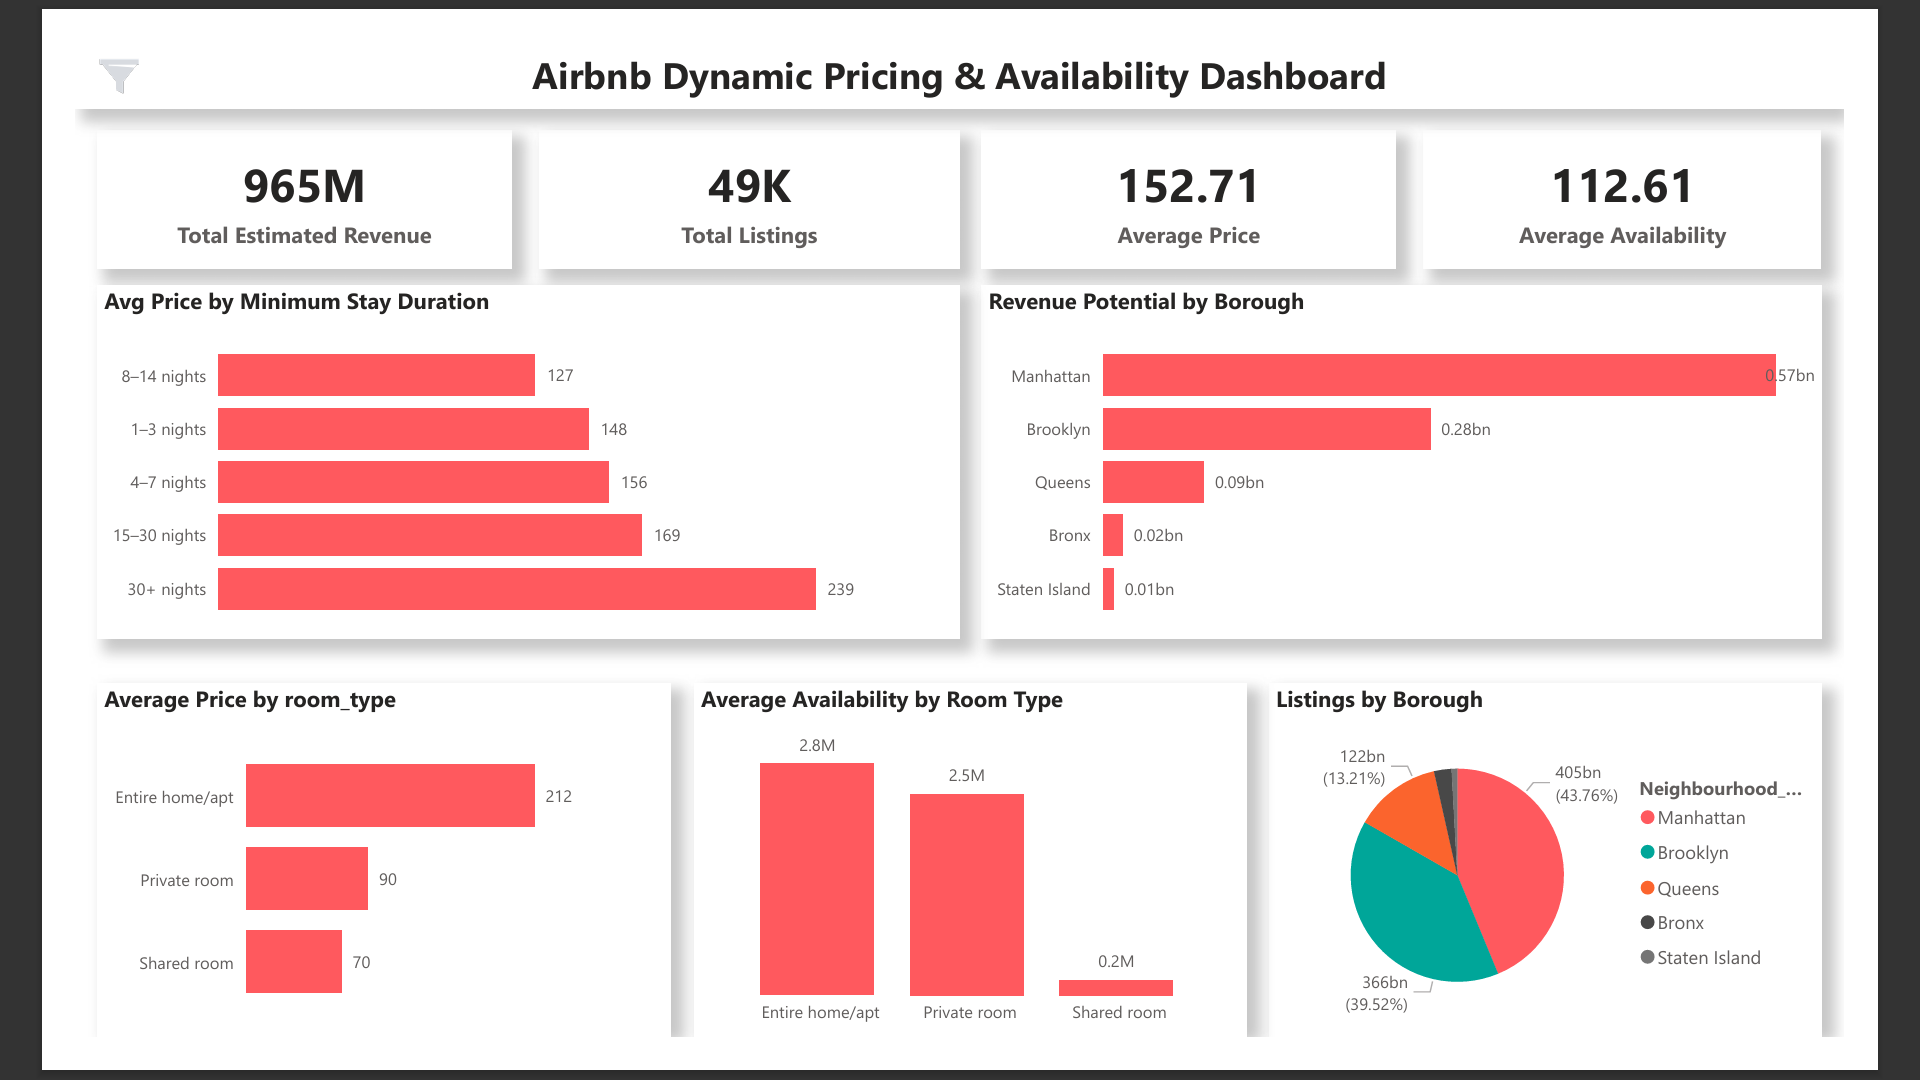 Airbnb Dynamic Pricing & Availability Dashboard
965M
Total Estimated Revenue
49K
Total Listings
152.71
Average Price
112.61
Average Availability
Avg Price by Minimum Stay Duration
8–14 nights
127
1–3 nights
148
4–7 nights
156
15–30 nights
169
30+ nights
239
Revenue Potential by Borough
Manhattan
0.57bn
Brooklyn
0.28bn
Queens
0.09bn
Bronx
0.02bn
Staten Island
0.01bn
Average Price by room_type
Entire home/apt
212
Private room
90
Shared room
70
Average Availability by Room Type
2.8M
2.5M
0.2M
Entire home/apt
Private room
Shared room
Listings by Borough
122bn
(13.21%)
405bn
(43.76%)
366bn
(39.52%)
Neighbourhood_...
Manhattan
Brooklyn
Queens
Bronx
Staten Island